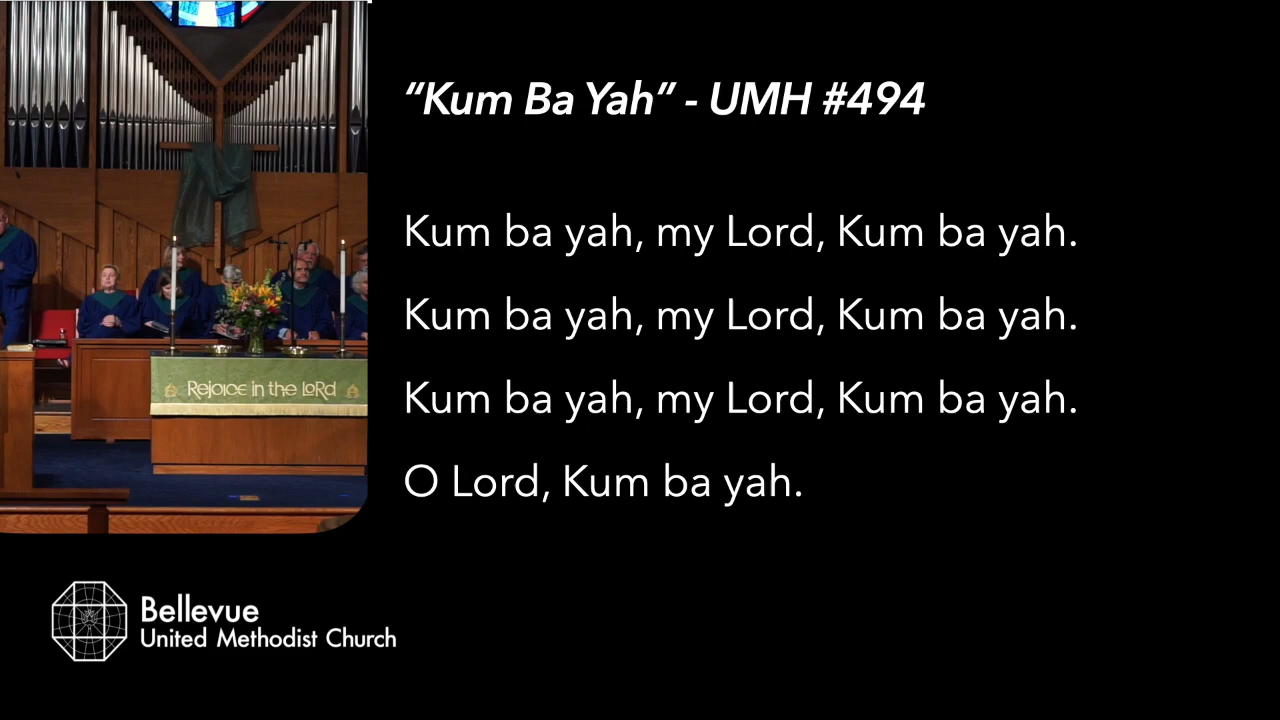 “Kum Ba Yah” - UMH #494
Kum ba yah, my Lord, Kum ba yah.
Kum ba yah, my Lord, Kum ba yah.
Kum ba yah, my Lord, Kum ba yah.
O Lord, Kum ba yah.
Rejoice in the LoRd
Bellevue
United Methodist Church